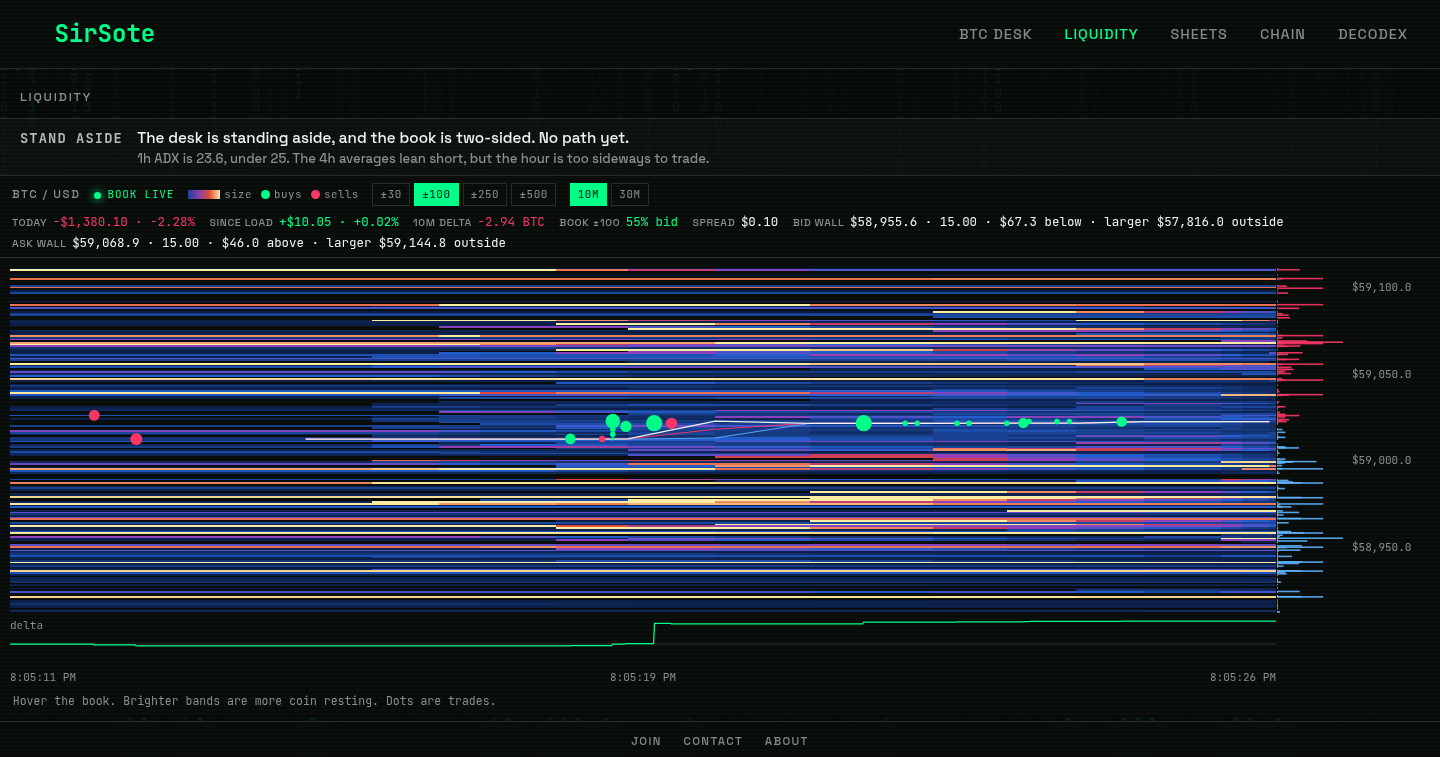 SirSote
BTC DESK LIQUIDITY SHEETS CHAIN DECODEX
LIQUIDITY
STAND ASIDE The desk is standing aside, and the book is two-sided. No path yet.
1h ADX is 23.6, under 25. The 4h averages lean short, but the hour is too sideways to trade.
BTC / USD BOOK LIVE size buys sells ±30 ±100 ±250 ±500 10M 30M
TODAY -$1,380.10 · -2.28% SINCE LOAD +$10.05 · +0.02% 10M DELTA -2.94 BTC BOOK ±100 55% bid SPREAD $0.10 BID WALL $58,955.6 · 15.00 · $67.3 below · larger $57,816.0 outside
ASK WALL $59,068.9 · 15.00 · $46.0 above · larger $59,144.8 outside
$59,100.0
$59,050.0
$59,000.0
$58,950.0
delta
8:05:11 PM 8:05:19 PM 8:05:26 PM
Hover the book. Brighter bands are more coin resting. Dots are trades.
JOIN CONTACT ABOUT